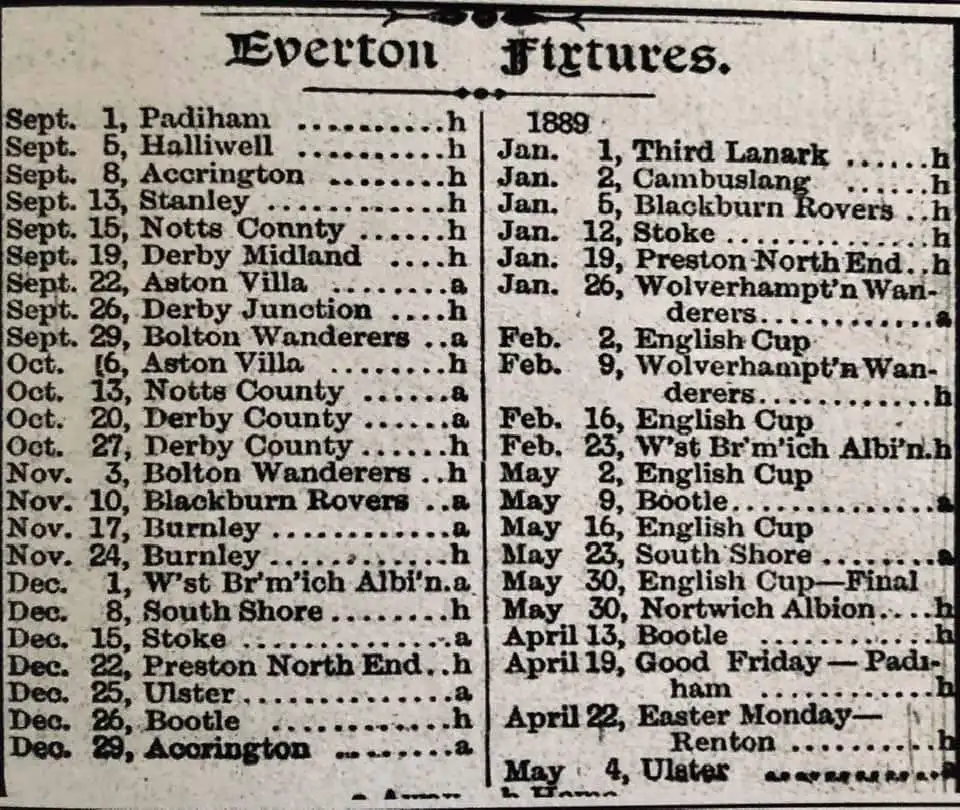 Everton Fixtures.
Sept. 1, Padiham ..........h
Sept. 5, Halliwell ..........h
Sept. 8, Accrington ........h
Sept. 13, Stanley ............h
Sept. 15, Notts Connty ......h
Sept. 19, Derby Midland ....h
Sept. 22, Aston Villa ........a
Sept. 26, Derby Junction ....h
Sept. 29, Bolton Wanderers ..a
Oct. 6, Aston Villa ........h
Oct. 13, Notts County ......a
Oct. 20, Derby County ......a
Oct. 27, Derby County ......h
Nov. 3, Bolton Wanderers ..h
Nov. 10, Blackburn Rovers ..a
Nov. 17, Burnley ............a
Nov. 24, Burnley ............h
Dec. 1, W'st Br'm'ich Albi'n.a
Dec. 8, South Shore ........h
Dec. 15, Stoke ..............a
Dec. 22, Preston North End..h
Dec. 25, Ulster ..............a
Dec. 26, Bootle ............h
Dec. 29, Accrington ........a
1889
Jan. 1, Third Lanark ......h
Jan. 2, Cambuslang ......h
Jan. 5, Blackburn Rovers ..h
Jan. 12, Stoke ..............h
Jan. 19, Preston North End..h
Jan. 26, Wolverhampt'n Wan-
derers............a
Feb. 2, English Cup
Feb. 9, Wolverhampt'n Wan-
derers............h
Feb. 16, English Cup
Feb. 23, W'st Br'm'ich Albi'n.h
May 2, English Cup
May 9, Bootle..............a
May 16, English Cup
May 23, South Shore ........a
May 30, English Cup—Final
May 30, Nortwich Albion....h
April 13, Bootle ............h
April 19, Good Friday — Padi-
ham ............h
April 22, Easter Monday—
Renton ..........h
May 4, Ulster ............a